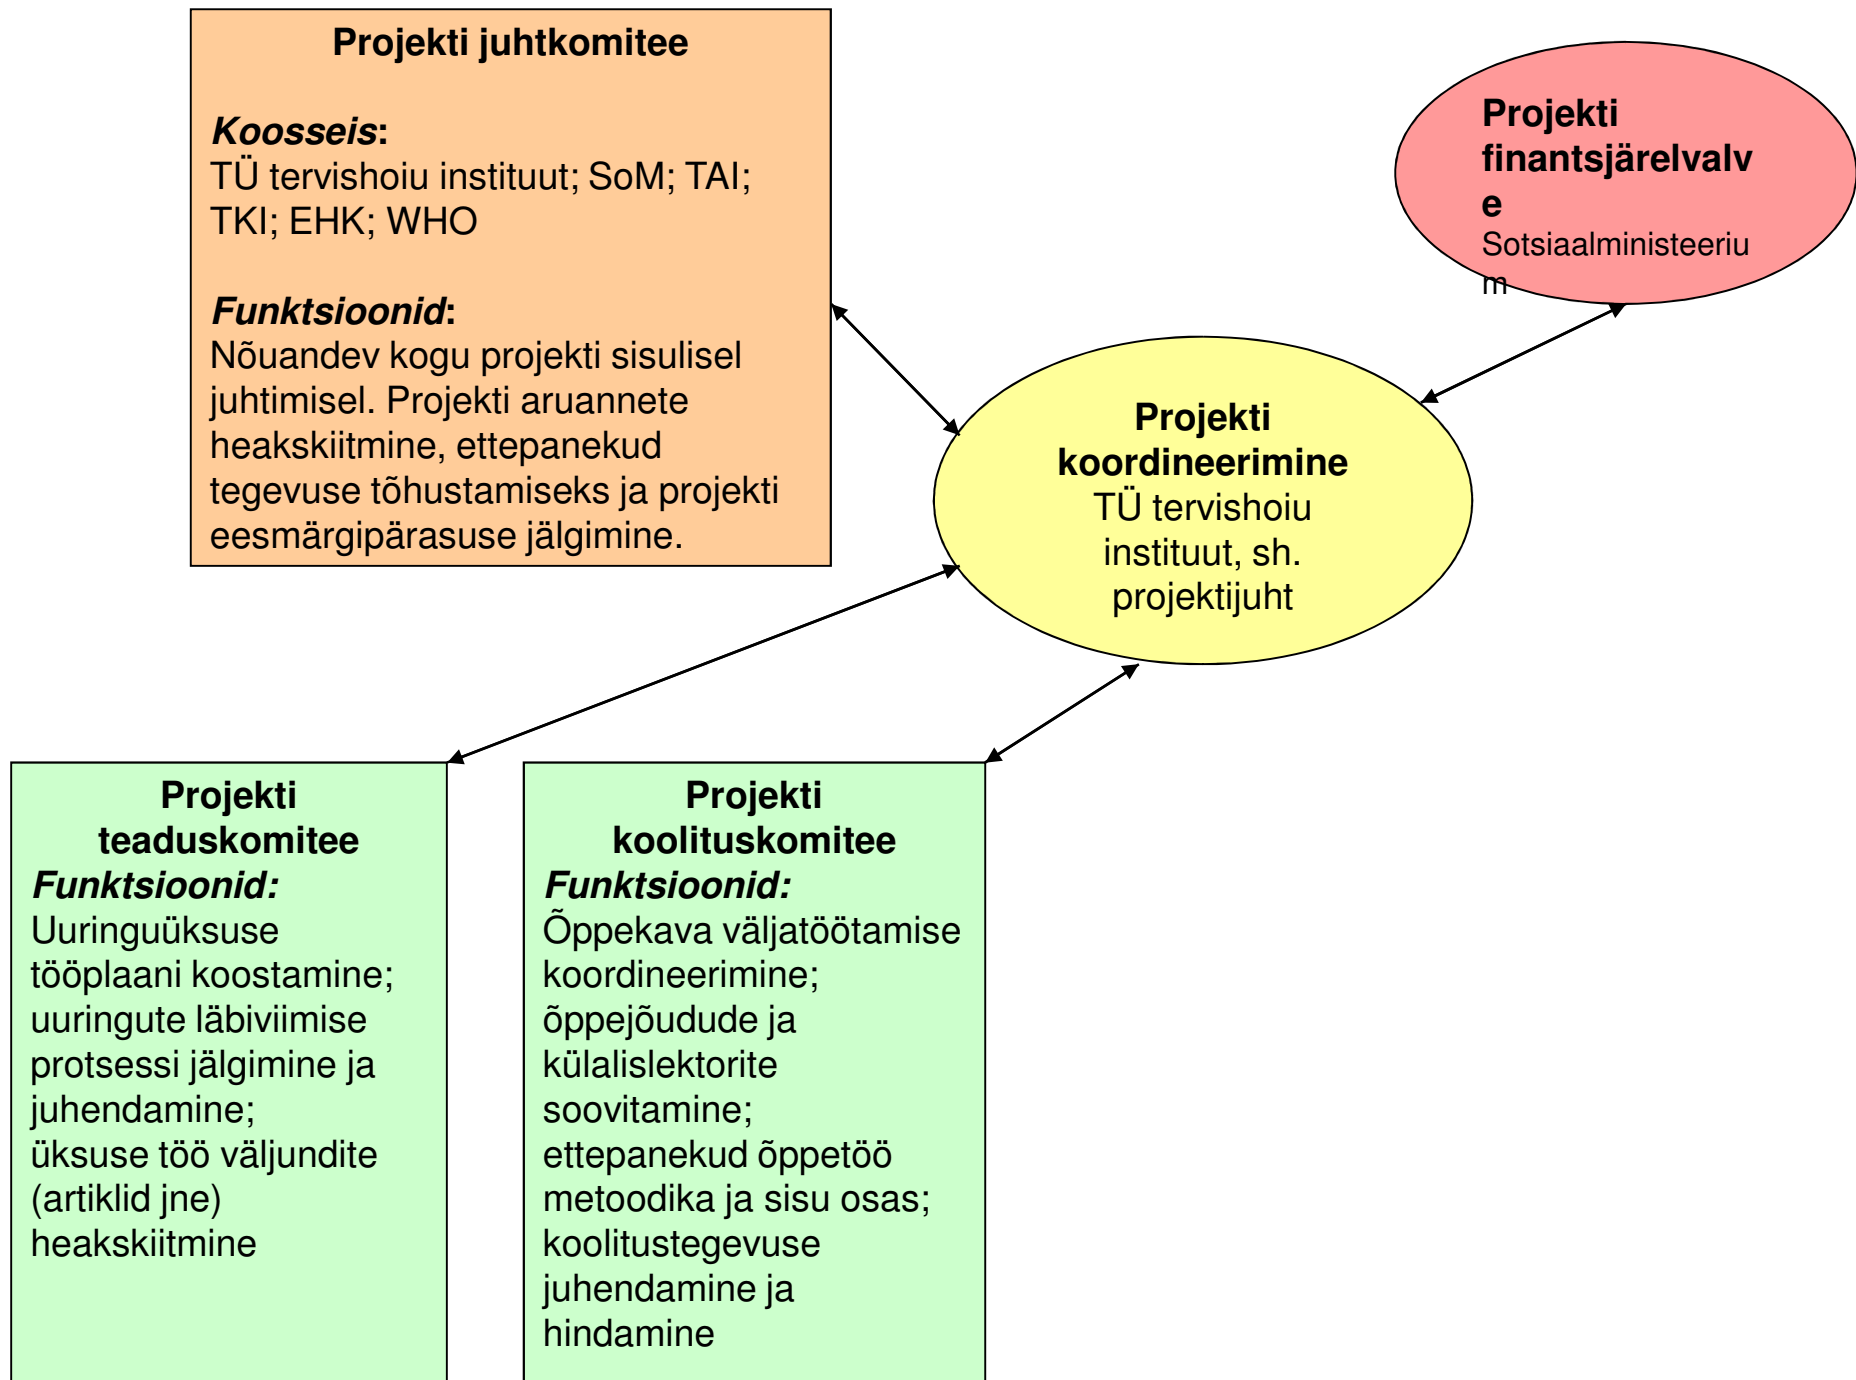 Projekti juhtkomitee
Koosseis:
TÜ tervishoiu instituut; SoM; TAI;
TKI; EHK; WHO
Funktsioonid:
Nõuandev kogu projekti sisulisel
juhtimisel. Projekti aruannete
heakskiitmine, ettepanekud
tegevuse tõhustamiseks ja projekti
eesmärgipärasuse jälgimine.
Projekti
finantsjärelvalv
e
Sotsiaalministeeriu
m
Projekti
koordineerimine
TÜ tervishoiu
instituut, sh.
projektijuht
Projekti
teaduskomitee
Funktsioonid:
Uuringuüksuse
tööplaani koostamine;
uuringute läbiviimise
protsessi jälgimine ja
juhendamine;
üksuse töö väljundite
(artiklid jne)
heakskiitmine
Projekti
koolituskomitee
Funktsioonid:
Õppekava väljatöötamise
koordineerimine;
õppejõudude ja
külalislektorite
soovitamine;
ettepanekud õppetöö
metoodika ja sisu osas;
koolitustegevuse
juhendamine ja
hindamine